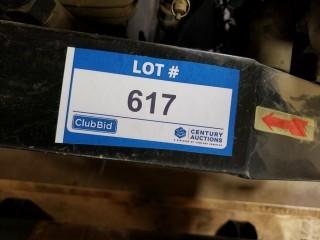 LOT #
617
ClubBid
CENTURY
AUCTIONS